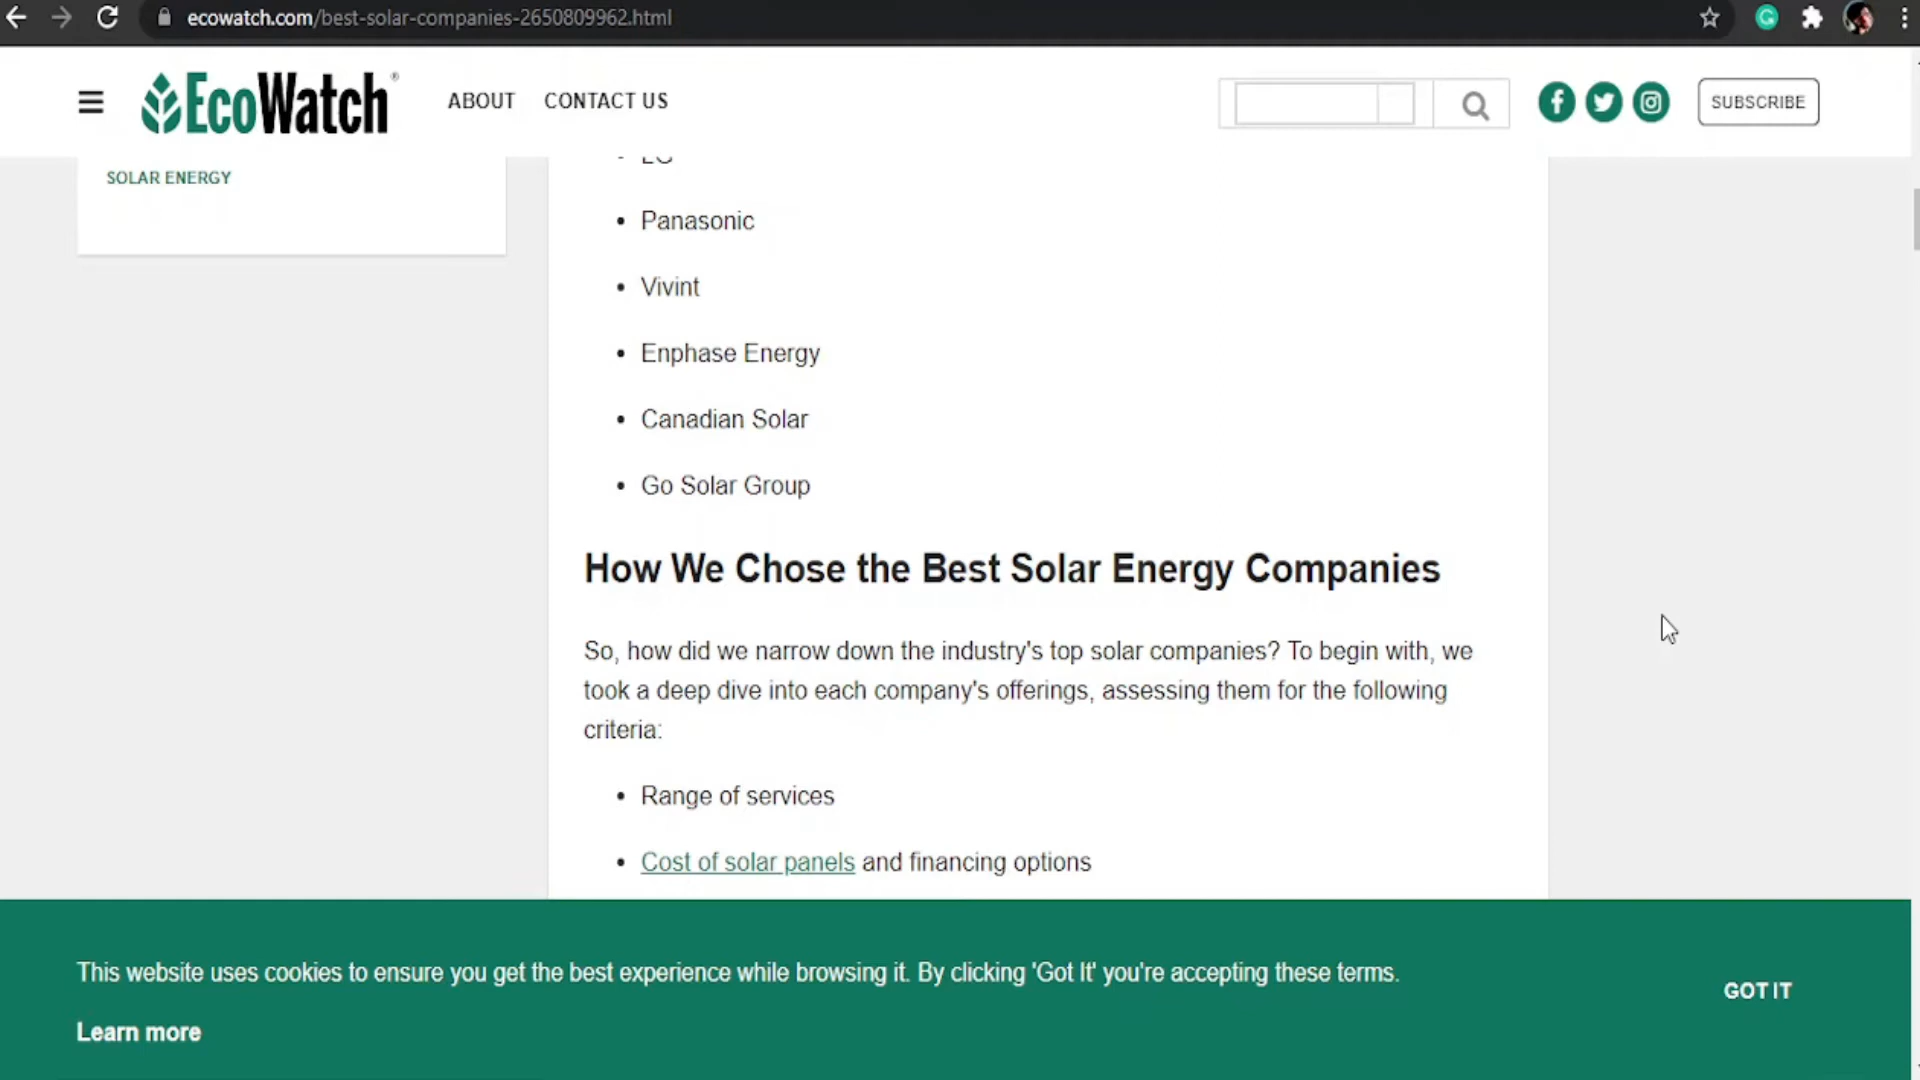 ecowatch.com/best-solar-companies-2650809962.html
EcoWatch®
ABOUT
CONTACT US
SUBSCRIBE
SOLAR ENERGY
• Panasonic
• Vivint
• Enphase Energy
• Canadian Solar
• Go Solar Group
How We Chose the Best Solar Energy Companies
So, how did we narrow down the industry's top solar companies? To begin with, we
took a deep dive into each company's offerings, assessing them for the following
criteria:
• Range of services
• Cost of solar panels and financing options
This website uses cookies to ensure you get the best experience while browsing it. By clicking 'Got It' you're accepting these terms.
GOT IT
Learn more